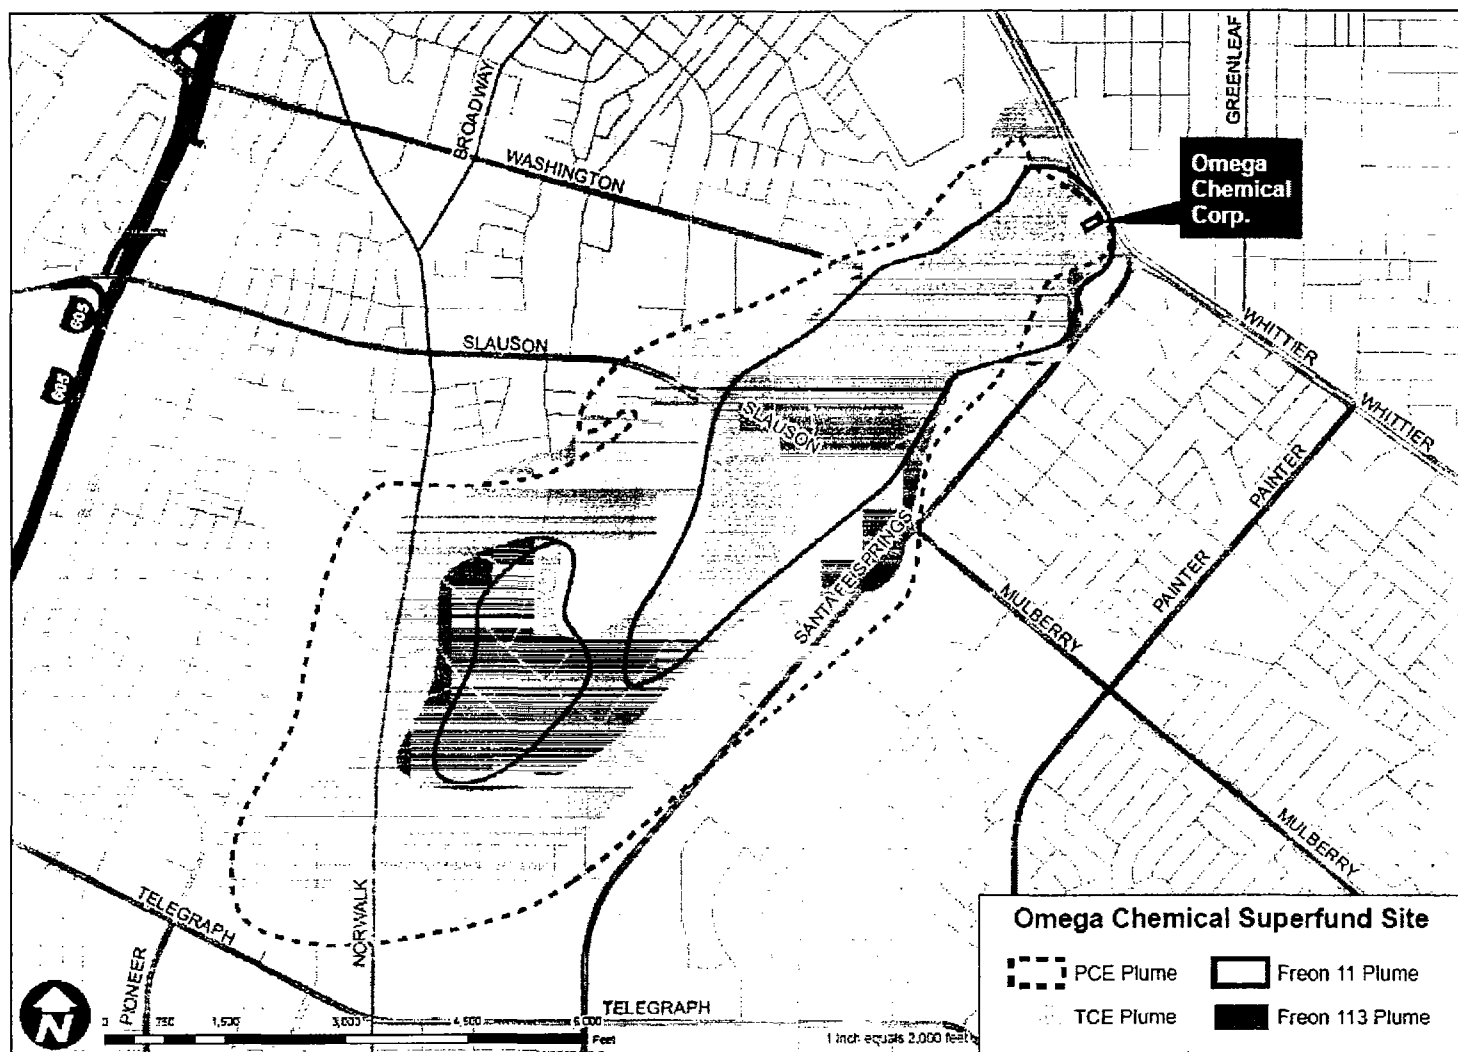 GREENLEAF
BROADWAY
WASHINGTON
Omega
Chemical
Corp.
605
605
SLAUSON
SLAUSON
WHITTIER
WHITTIER
PAINTER
PAINTER
SANTA FE SPRINGS
MULBERRY
MULBERRY
TELEGRAPH
NORWALK
PIONEER
TELEGRAPH
N
0 750 1,500 3,000 4,500 6,000
Feet
1 inch equals 2,000 feet
Omega Chemical Superfund Site
PCE Plume
Freon 11 Plume
TCE Plume
Freon 113 Plume